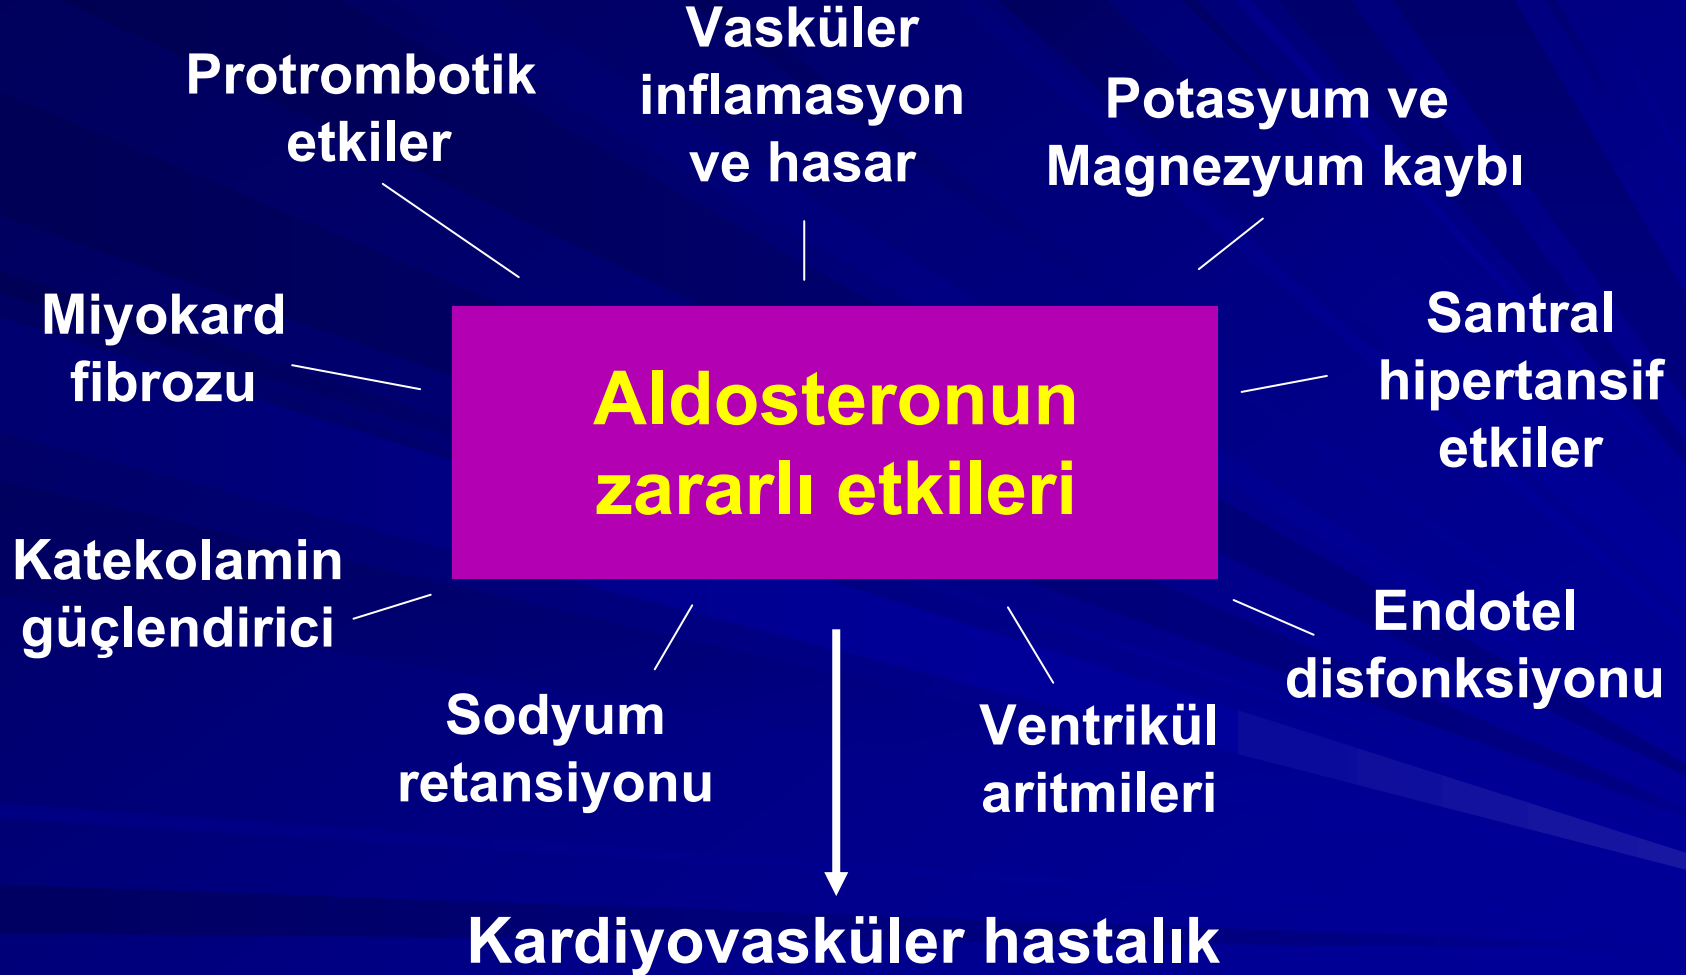 Protrombotik
etkiler
Vasküler
inflamasyon
ve hasar
Potasyum ve
Magnezyum kaybı
Miyokard
fibrozu
Aldosteronun
zararlı etkileri
Santral
hipertansif
etkiler
Katekolamin
güçlendirici
Endotel
disfonksiyonu
Sodyum
retansiyonu
Ventrikül
aritmileri
Kardiyovasküler hastalık